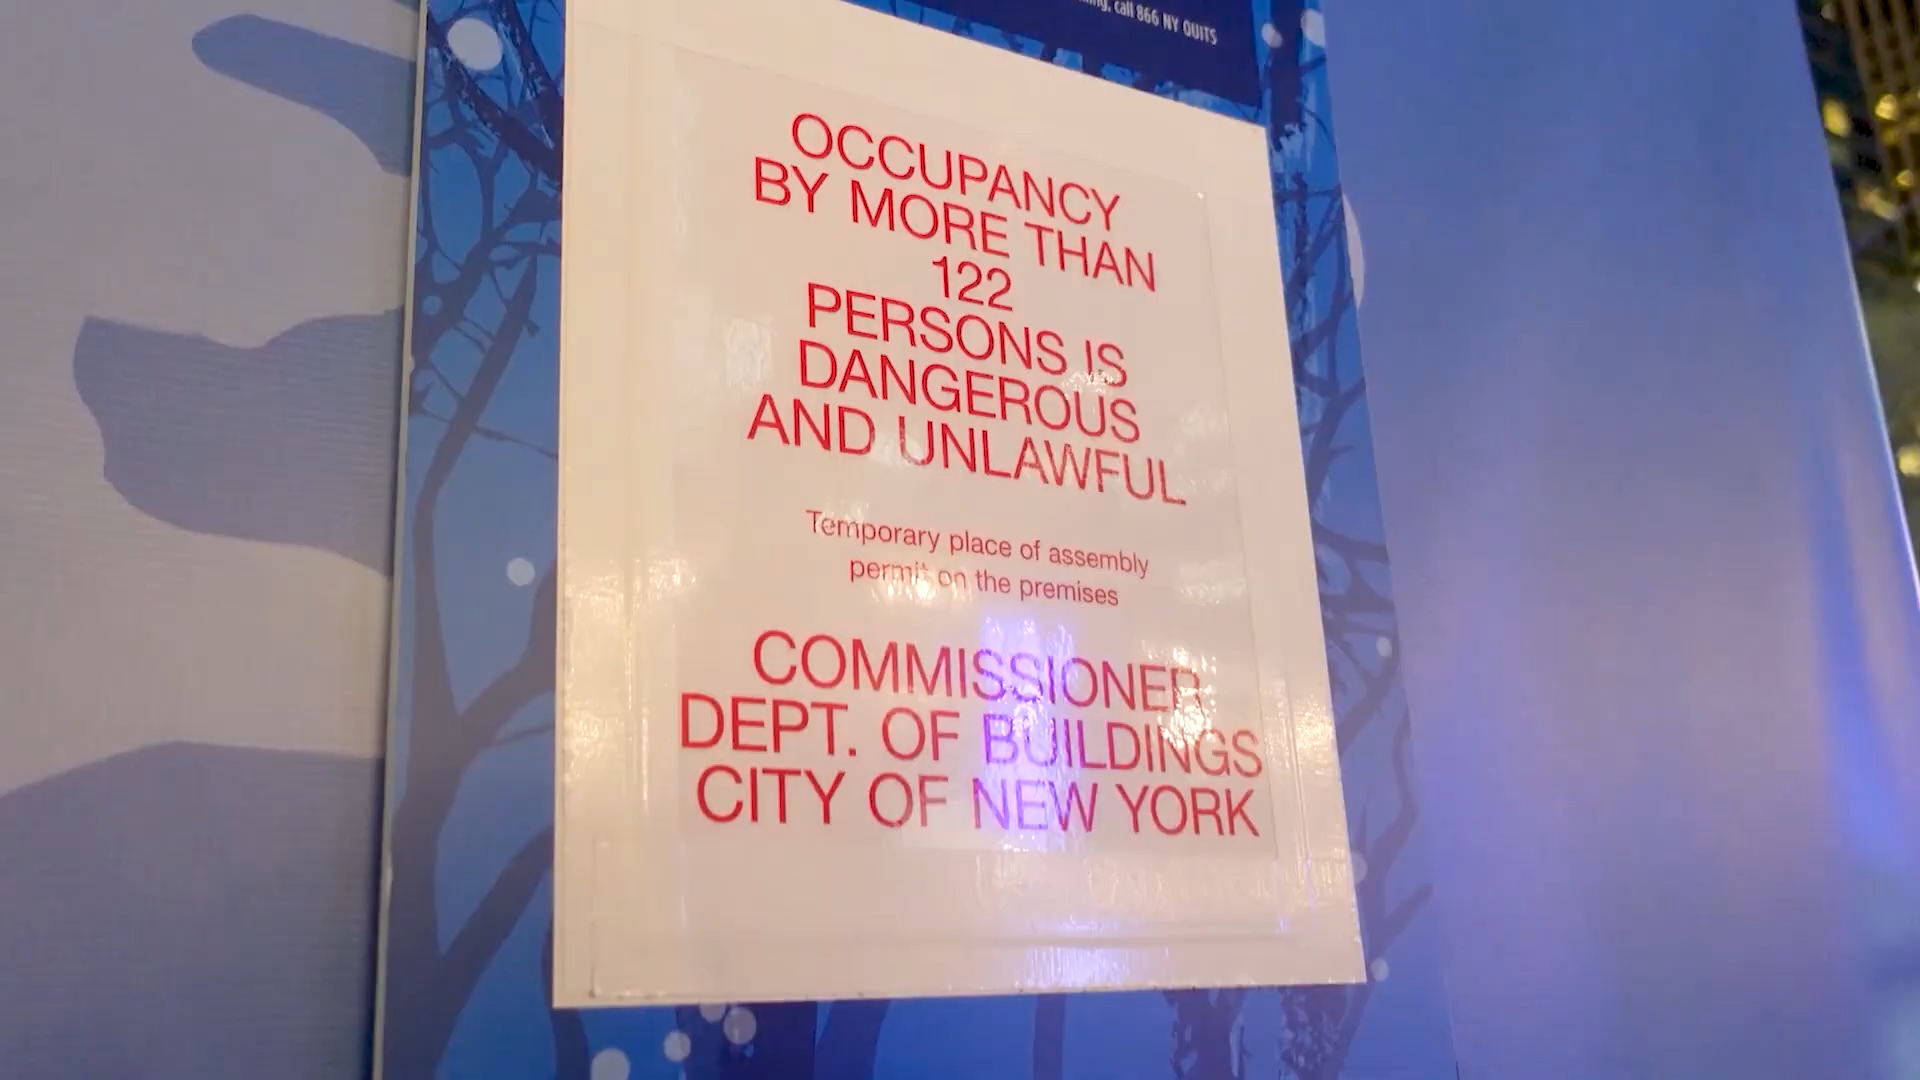 call 866 NY QUITS
OCCUPANCY
BY MORE THAN
122
PERSONS IS
DANGEROUS
AND UNLAWFUL
Temporary place of assembly
permit on the premises
COMMISSIONER
DEPT. OF BUILDINGS
CITY OF NEW YORK